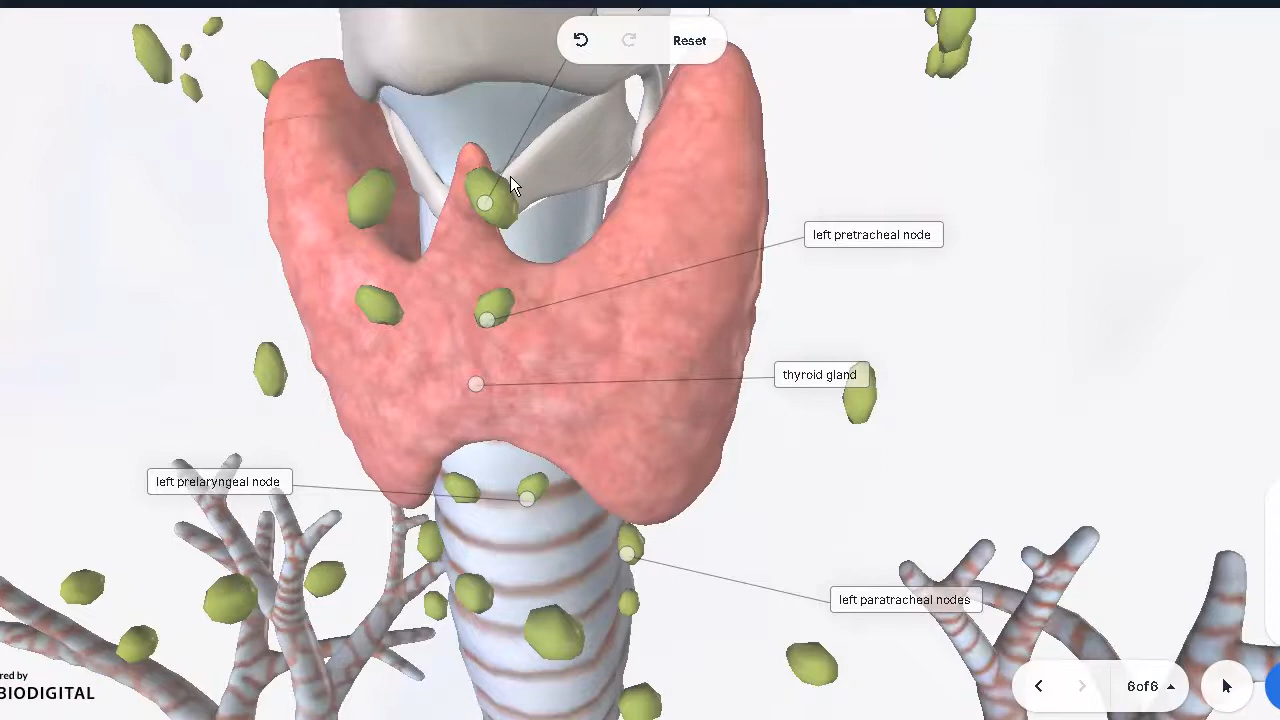 Reset
left pretracheal node
thyroid gland
left prelaryngeal node
left paratracheal nodes
6of6
red by
BIODIGITAL